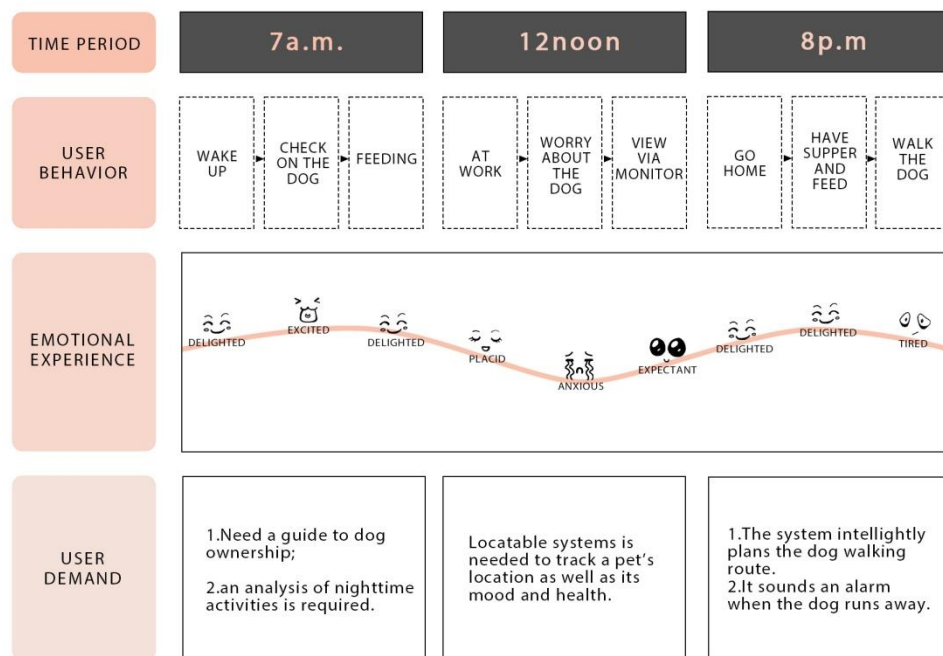 TIME PERIOD
7a.m.
12noon
8p.m
USER
BEHAVIOR
WAKE
UP
CHECK
ON THE
DOG
FEEDING
AT
WORK
WORRY
ABOUT
THE
DOG
VIEW
VIA
MONITOR
GO
HOME
HAVE
SUPPER
AND
FEED
WALK
THE
DOG
EMOTIONAL
EXPERIENCE
DELIGHTED
EXCITED
DELIGHTED
PLACID
ANXIOUS
EXPECTANT
DELIGHTED
DELIGHTED
TIRED
USER
DEMAND
1.Need a guide to dog
ownership;
2.an analysis of nighttime
activities is required.
Locatable systems is
needed to track a pet's
location as well as its
mood and health.
1.The system intellightly
plans the dog walking
route.
2.It sounds an alarm
when the dog runs away.